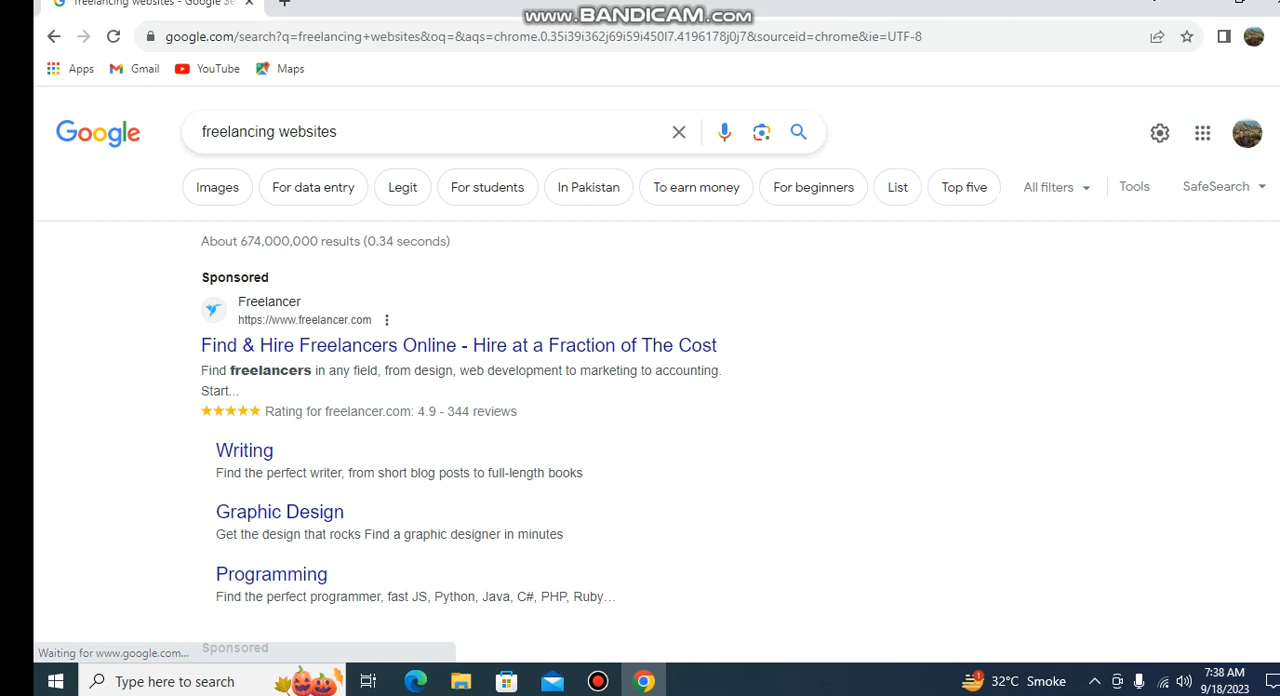 freelancing websites - Google Se
www.BANDICAM.com
google.com/search?q=freelancing+websites&oq=&aqs=chrome.0.35i39i362j69i59i450l7.4196178j0j7&sourceid=chrome&ie=UTF-8
Apps Gmail YouTube Maps
Google freelancing websites
Images For data entry Legit For students In Pakistan To earn money For beginners List Top five All filters Tools SafeSearch
About 674,000,000 results (0.34 seconds)
Sponsored
Freelancer
https://www.freelancer.com
Find & Hire Freelancers Online - Hire at a Fraction of The Cost
Find freelancers in any field, from design, web development to marketing to accounting.
Start...
Rating for freelancer.com: 4.9 - 344 reviews
Writing
Find the perfect writer, from short blog posts to full-length books
Graphic Design
Get the design that rocks Find a graphic designer in minutes
Programming
Find the perfect programmer, fast JS, Python, Java, C#, PHP, Ruby...
Sponsored
Waiting for www.google.com...
Type here to search
32°C Smoke
7:38 AM
9/18/2023